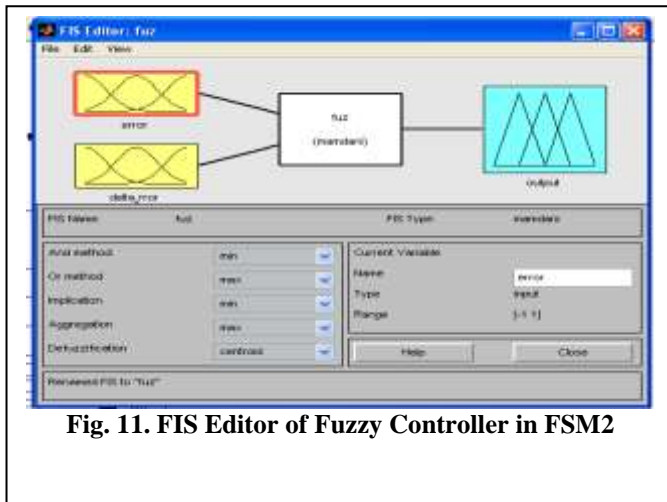 FIS Editor: fuz
File Edit View
error
fuz
(mamdani)
output
FIS Name: fuz
FIS Type: mamdani
And method min
Or method max
Implication min
Aggregation max
Defuzzification centroid
Current Variable
Name error
Type input
Range [-1 1]
Help Close
Renamed FIS to "fuz"
Fig. 11. FIS Editor of Fuzzy Controller in FSM2